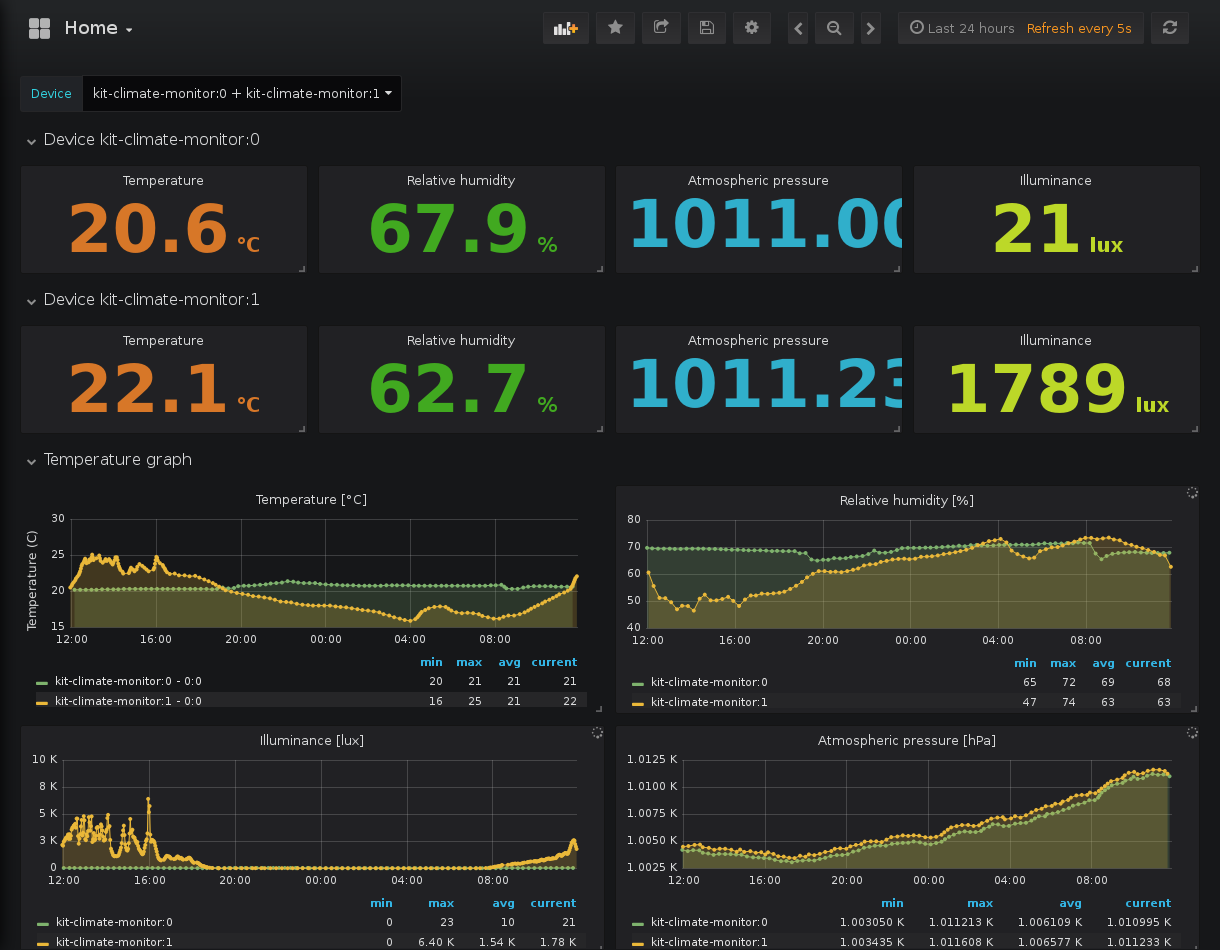 Home
Last 24 hours Refresh every 5s
Device kit-climate-monitor:0 + kit-climate-monitor:1
Device kit-climate-monitor:0
Temperature Relative humidity Atmospheric pressure Illuminance
20.6 °C 67.9 % 1011.00 21 lux
Device kit-climate-monitor:1
Temperature Relative humidity Atmospheric pressure Illuminance
22.1 °C 62.7 % 1011.23 1789 lux
Temperature graph
Temperature [°C]
Temperature (C)
30
25
20
15
12:00 16:00 20:00 00:00 04:00 08:00
min max avg current
kit-climate-monitor:0 - 0:0 20 21 21 21
kit-climate-monitor:1 - 0:0 16 25 21 22
Relative humidity [%]
80
70
60
50
40
12:00 16:00 20:00 00:00 04:00 08:00
min max avg current
kit-climate-monitor:0 65 72 69 68
kit-climate-monitor:1 47 74 63 63
Illuminance [lux]
10 K
8 K
5 K
3 K
0
12:00 16:00 20:00 00:00 04:00 08:00
min max avg current
kit-climate-monitor:0 0 23 10 21
kit-climate-monitor:1 0 6.40 K 1.54 K 1.78 K
Atmospheric pressure [hPa]
1.0125 K
1.0100 K
1.0075 K
1.0050 K
1.0025 K
12:00 16:00 20:00 00:00 04:00 08:00
min max avg current
kit-climate-monitor:0 1.003050 K 1.011213 K 1.006109 K 1.010995 K
kit-climate-monitor:1 1.003435 K 1.011608 K 1.006577 K 1.011233 K